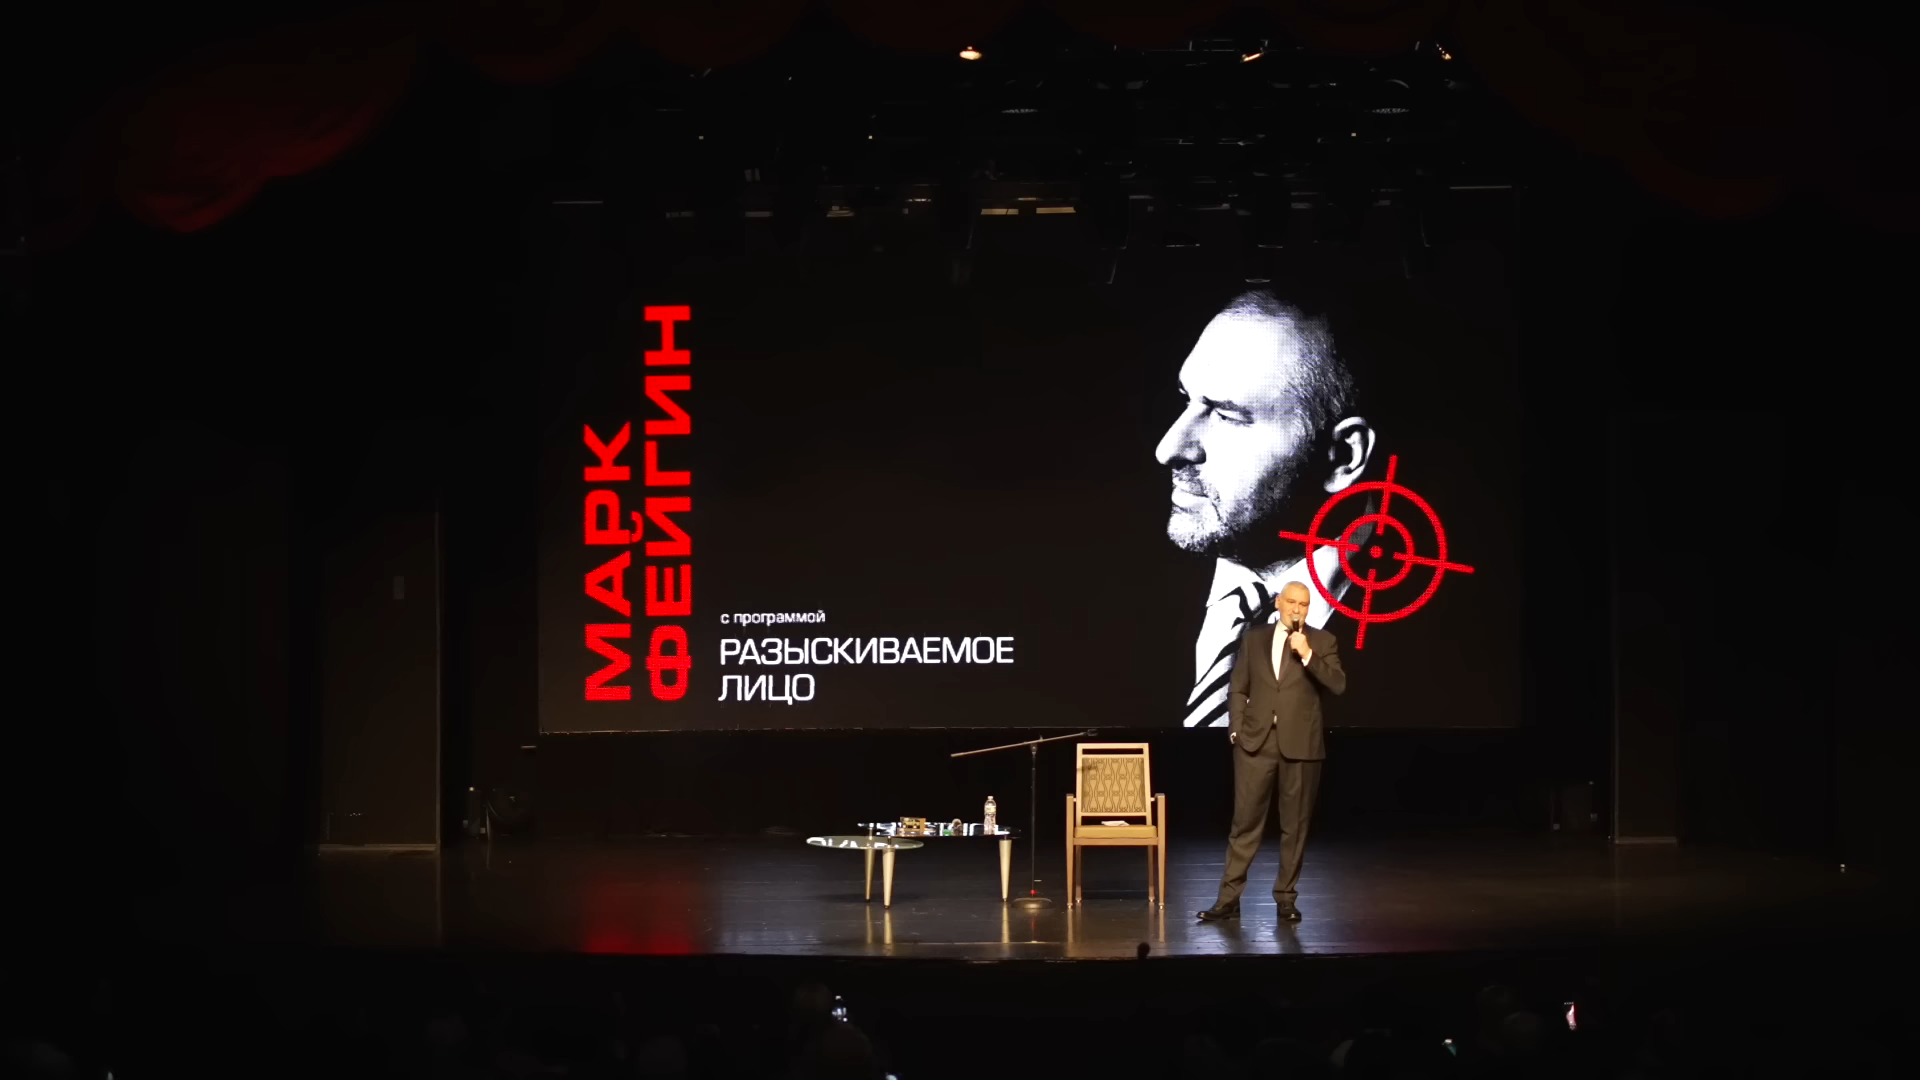 МАРК
ФЕЙГИН
с программой
РАЗЫСКИВАЕМОЕ
ЛИЦО